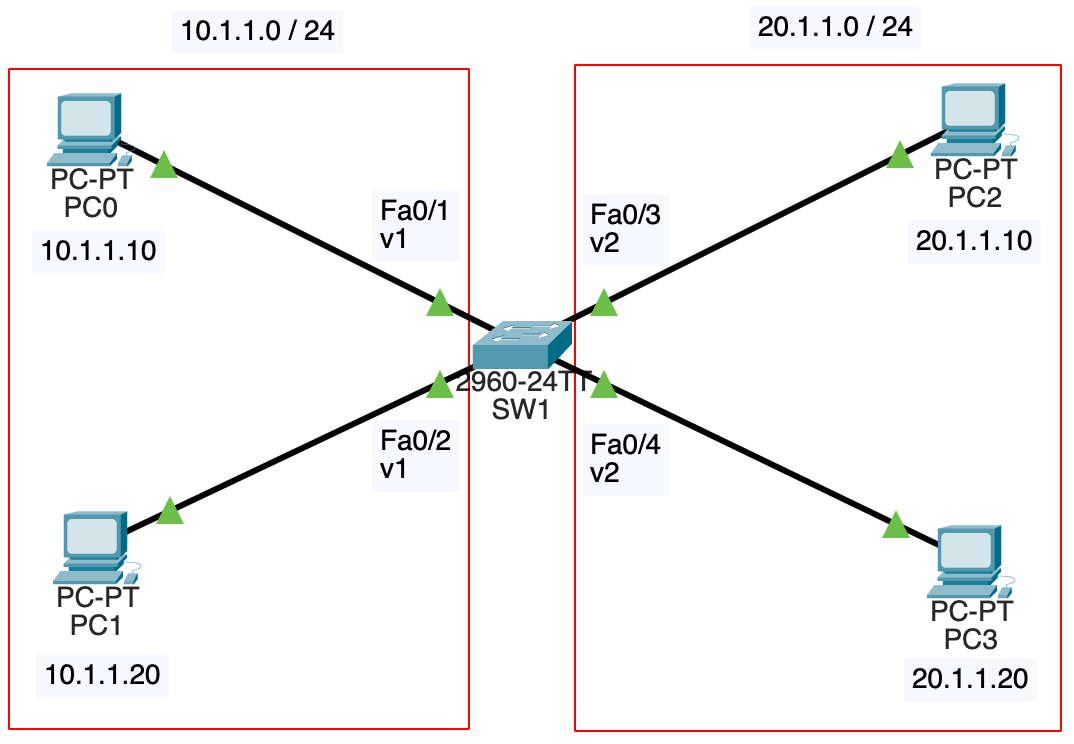 10.1.1.0 / 24
20.1.1.0 / 24
PC-PT
PC0
10.1.1.10
Fa0/1
v1
Fa0/3
v2
PC-PT
PC2
20.1.1.10
2960-24TT
SW1
Fa0/2
v1
Fa0/4
v2
PC-PT
PC1
10.1.1.20
PC-PT
PC3
20.1.1.20